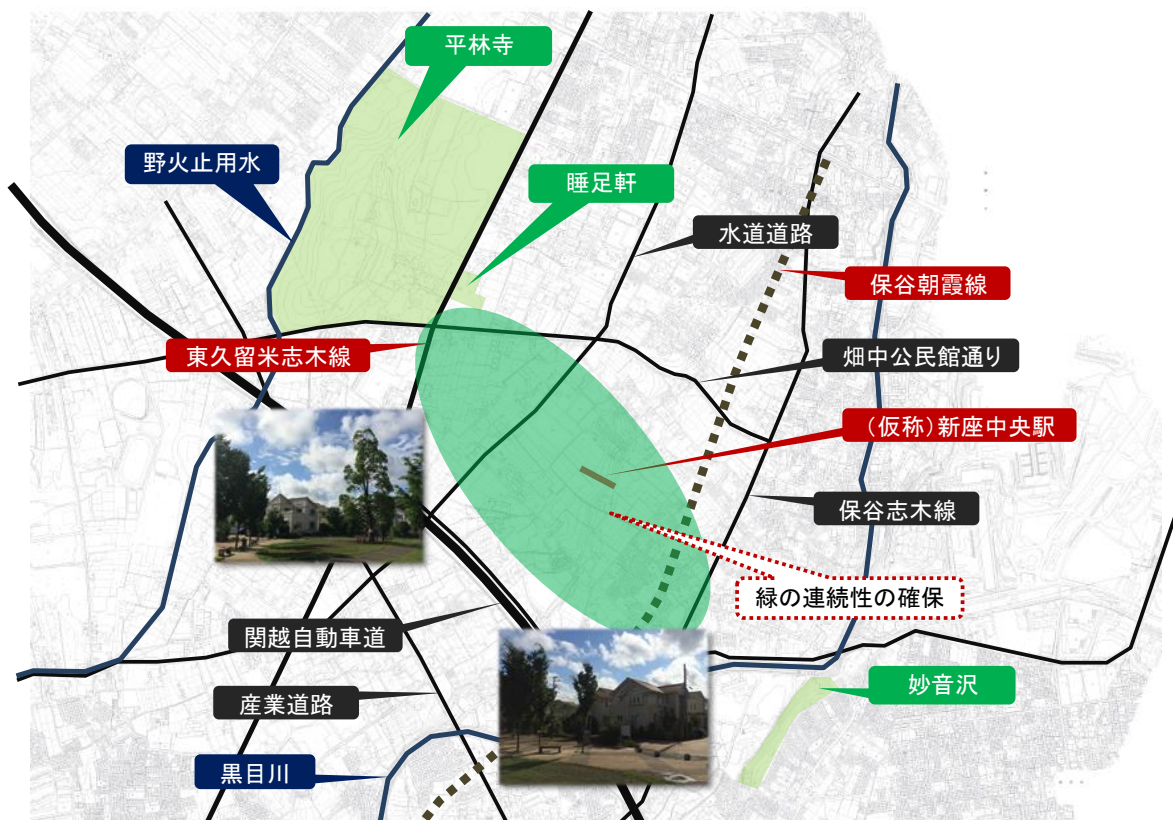 平林寺
野火止用水
睡足軒
水道道路
保谷朝霞線
東久留米志木線
畑中公民館通り
（仮称）新座中央駅
保谷志木線
緑の連続性の確保
関越自動車道
産業道路
妙音沢
黒目川